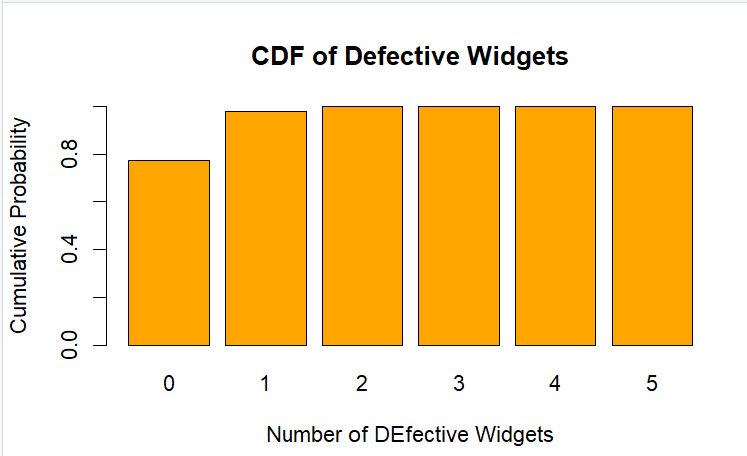 CDF of Defective Widgets
Cumulative Probability
0.8
0.4
0.0
0 1 2 3 4 5
Number of DEfective Widgets